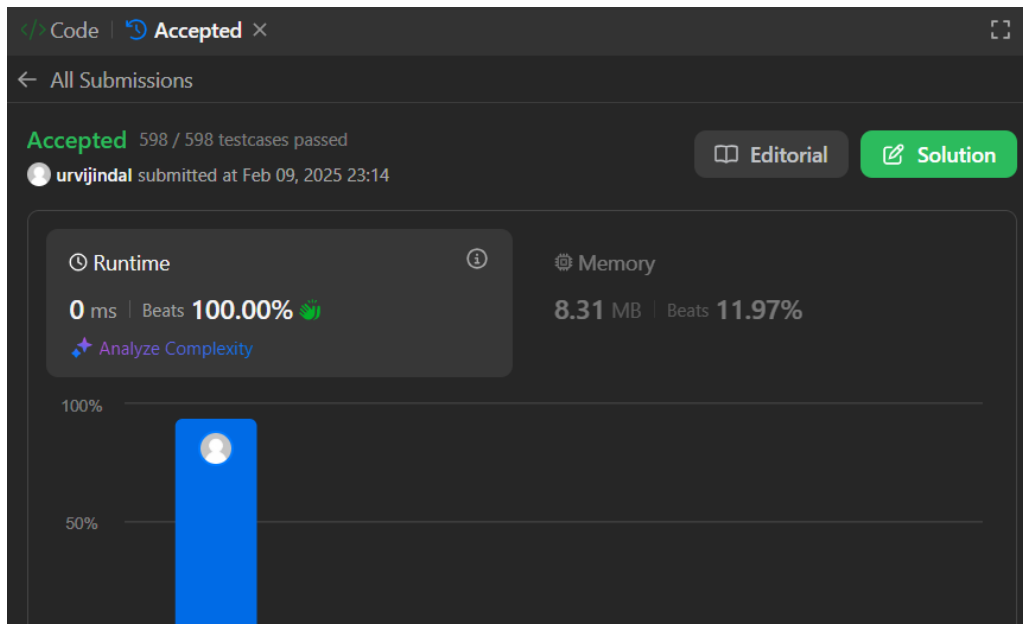 </> Code | Accepted ×
← All Submissions
Accepted 598 / 598 testcases passed
urvijindal submitted at Feb 09, 2025 23:14
Editorial
Solution
Runtime
0 ms | Beats 100.00%
Analyze Complexity
Memory
8.31 MB | Beats 11.97%
100%
50%